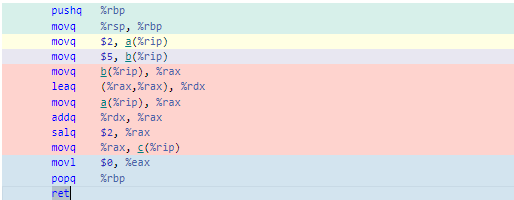 pushq %rbp
movq %rsp, %rbp
movq $2, a(%rip)
movq $5, b(%rip)
movq b(%rip), %rax
leaq (%rax,%rax), %rdx
movq a(%rip), %rax
addq %rdx, %rax
salq $2, %rax
movq %rax, c(%rip)
movl $0, %eax
popq %rbp
ret